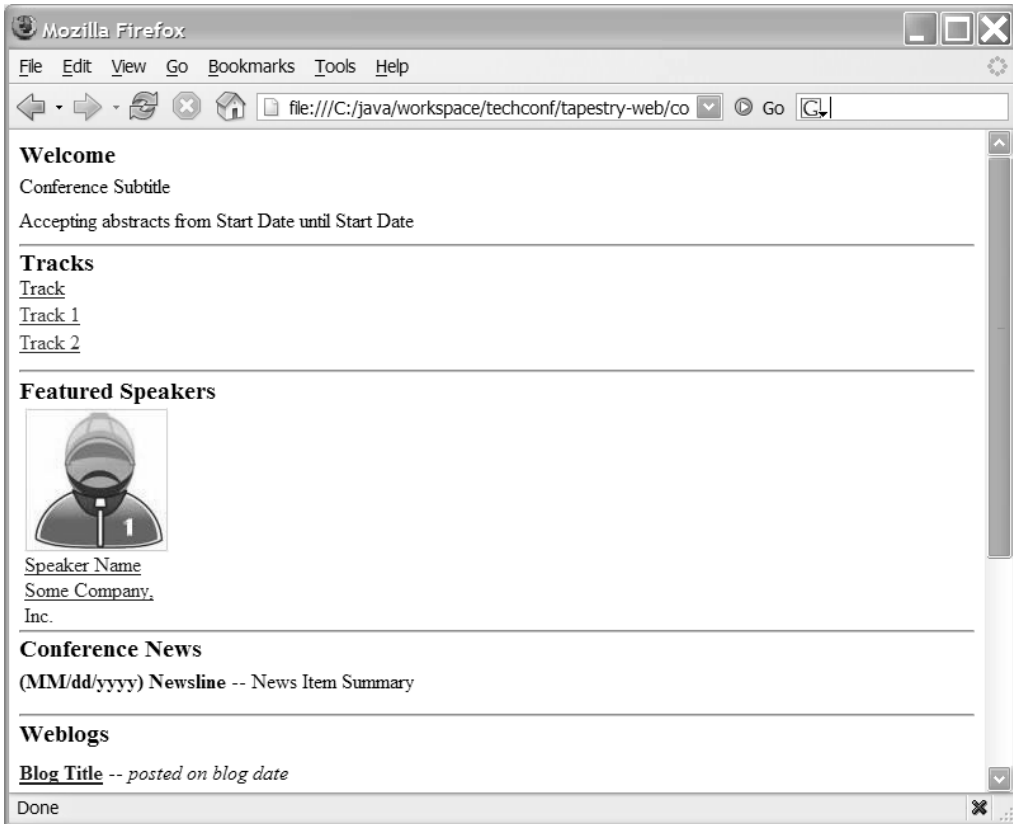 Mozilla Firefox
File Edit View Go Bookmarks Tools Help
file:///C:/java/workspace/techconf/tapestry-web/co Go G
Welcome
Conference Subtitle
Accepting abstracts from Start Date until Start Date
Tracks
Track
Track 1
Track 2
Featured Speakers
1
Speaker Name
Some Company,
Inc.
Conference News
(MM/dd/yyyy) Newsline -- News Item Summary
Weblogs
Blog Title -- posted on blog date
Done